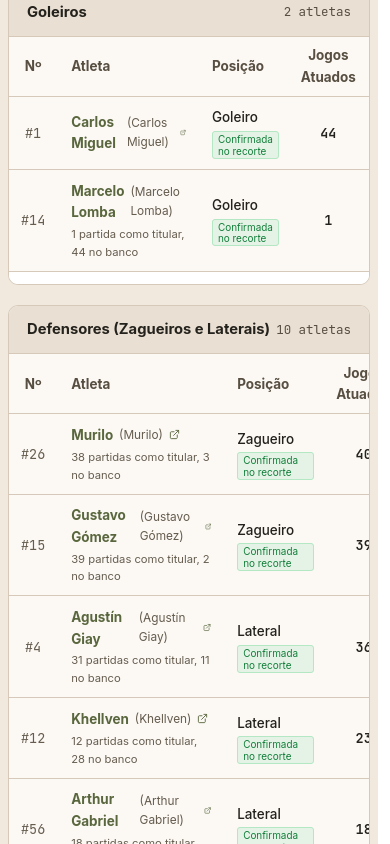 Goleiros 2 atletas
Nº Atleta Posição Jogos Atuados
#1 Carlos Miguel (Carlos Miguel) Goleiro 44
Confirmada no recorte
#14 Marcelo Lomba (Marcelo Lomba) Goleiro 1
Confirmada no recorte
1 partida como titular,
44 no banco
Defensores (Zagueiros e Laterais) 10 atletas
Nº Atleta Posição
#26 Murilo (Murilo) Zagueiro
Confirmada no recorte
38 partidas como titular, 3
no banco
#15 Gustavo Gómez (Gustavo Gómez) Zagueiro
Confirmada no recorte
39 partidas como titular, 2
no banco
#4 Agustín Giay (Agustín Giay) Lateral
Confirmada no recorte
31 partidas como titular, 11
no banco
#12 Khellven (Khellven) Lateral
Confirmada no recorte
12 partidas como titular,
28 no banco
#56 Arthur Gabriel (Arthur Gabriel) Lateral
Confirmada